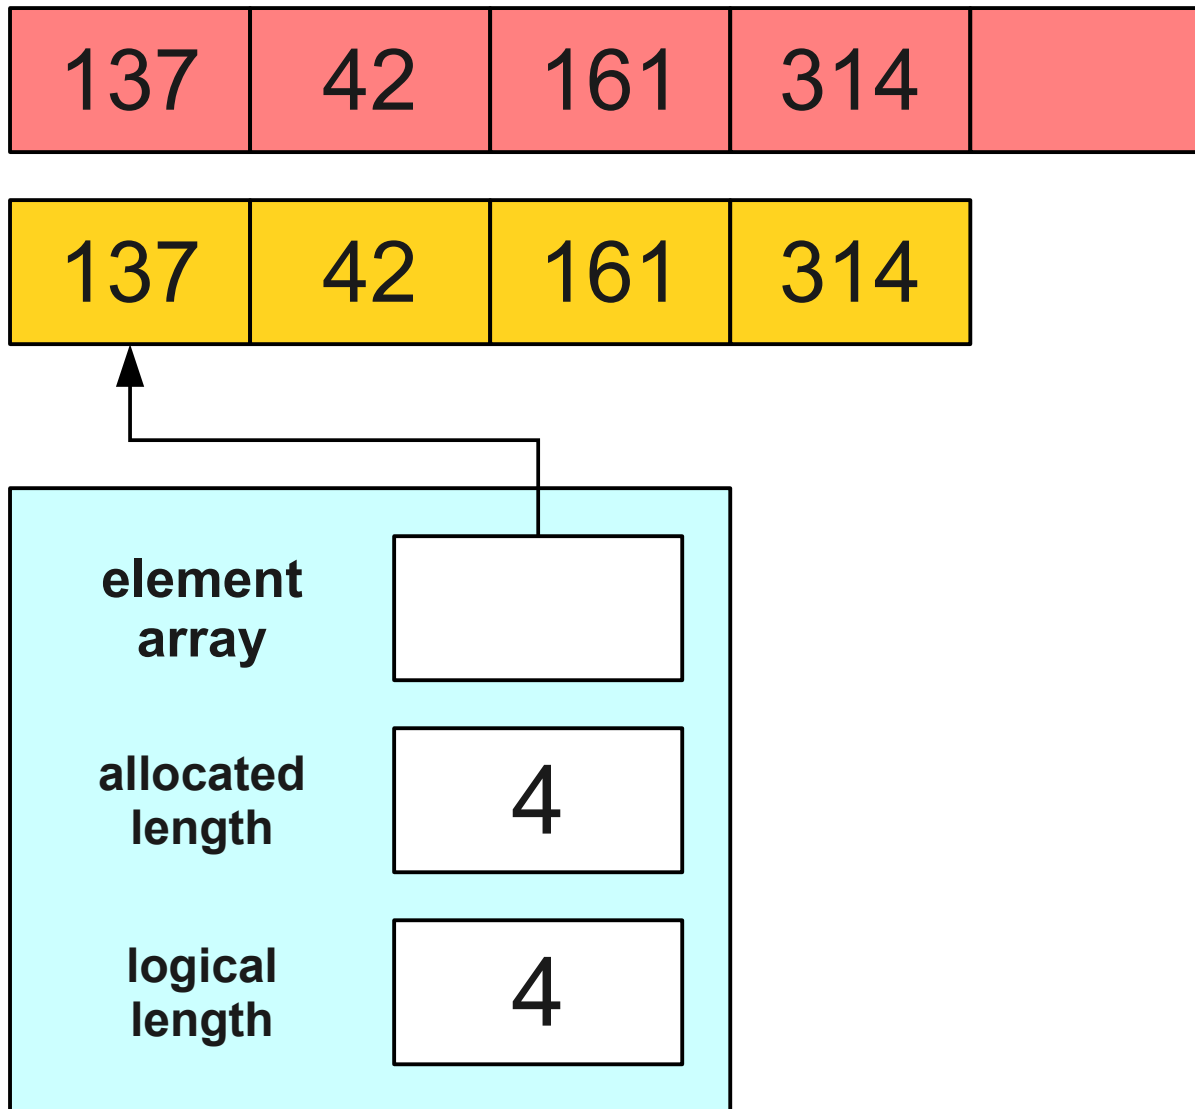 137 42 161 314
137 42 161 314
element
array
allocated
length
4
logical
length
4